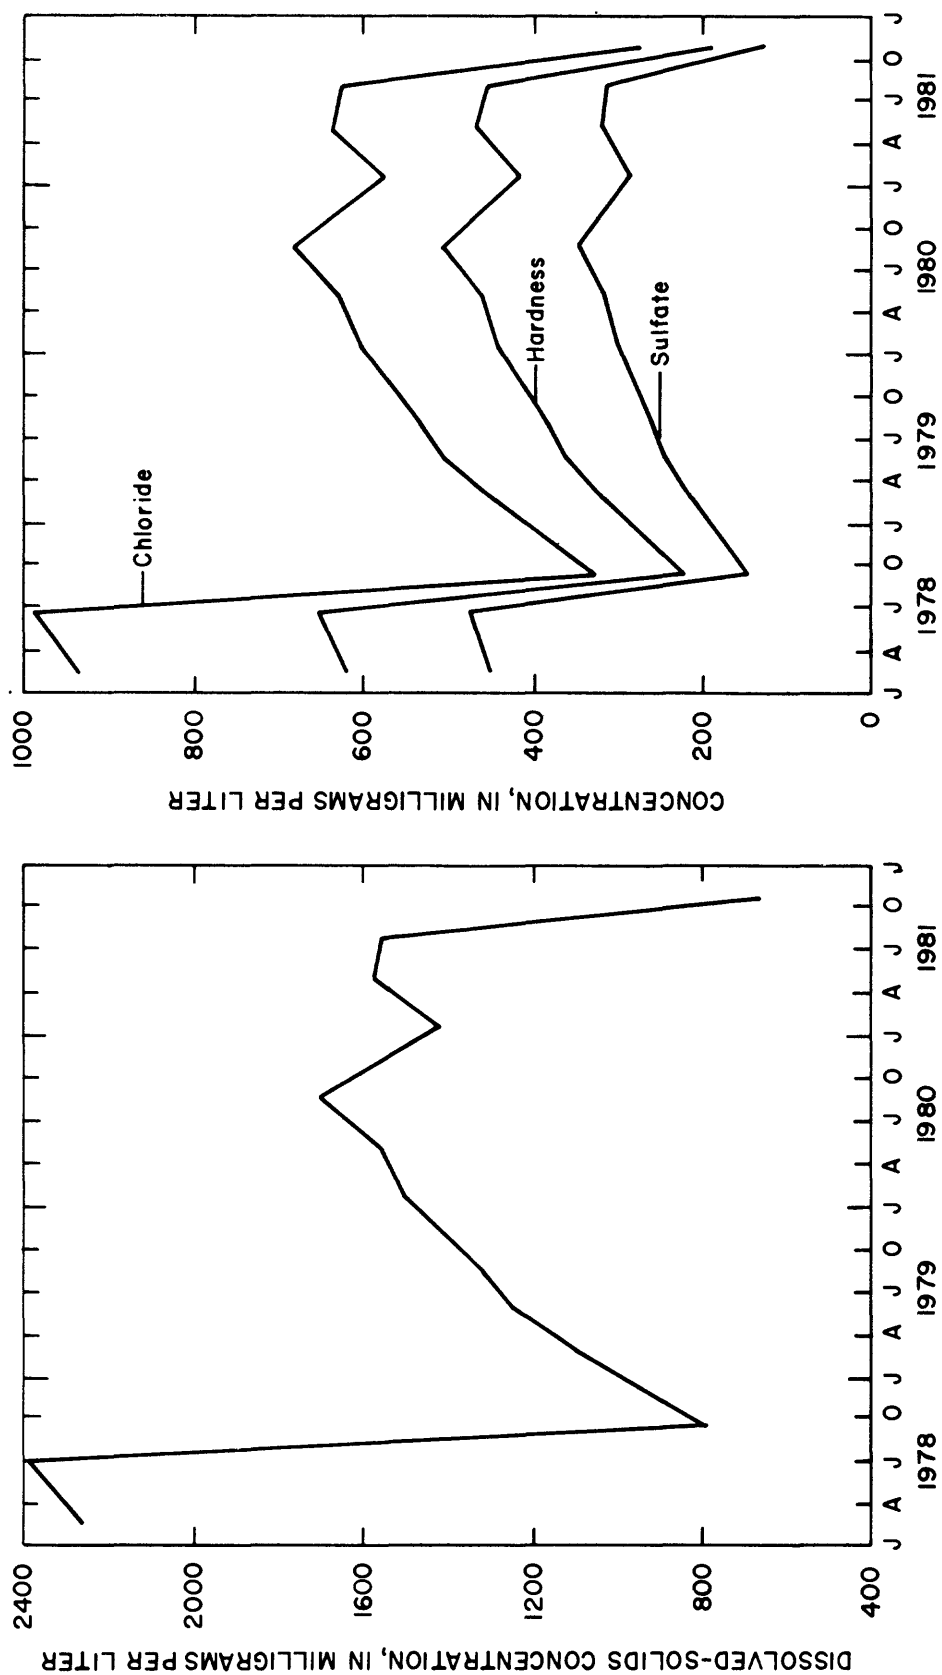 DISSOLVED-SOLIDS CONCENTRATION, IN MILLIGRAMS PER LITER
2400
2000
1600
1200
800
400
J A J O J A J O J A J O J A J O J
1978 1979 1980 1981
CONCENTRATION, IN MILLIGRAMS PER LITER
1000
800
600
400
200
0
Chloride
Hardness
Sulfate
J A J O J A J O J A J O J A J O J
1978 1979 1980 1981